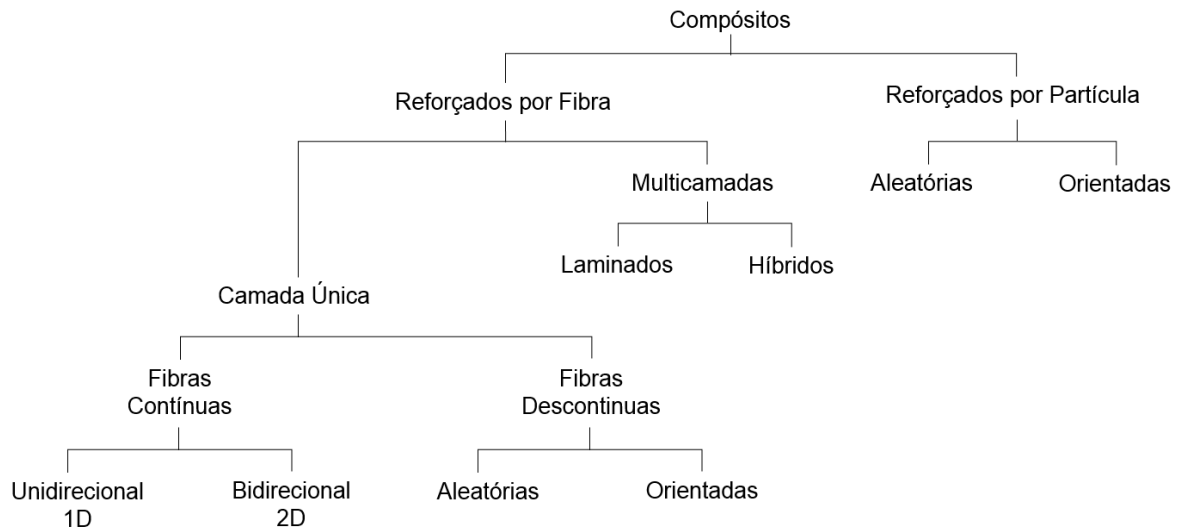 Compósitos
Reforçados por Fibra
Reforçados por Partícula
Multicamadas
Aleatórias
Orientadas
Laminados
Híbridos
Camada Única
Fibras
Contínuas
Fibras
Descontinuas
Unidirecional
1D
Bidirecional
2D
Aleatórias
Orientadas